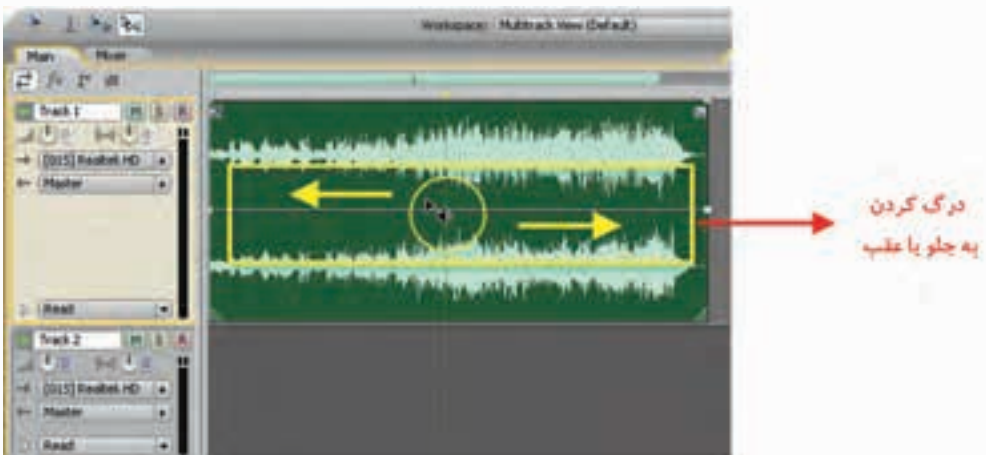 Workspace: Multitrack View (Default)
Main Mixer
fx
Track 1 M S R
[01S] Realtek HD
Master
Read
Track 2 M S R
[01S] Realtek HD
Master
Read
درگ کردن
به جلو یا عقب